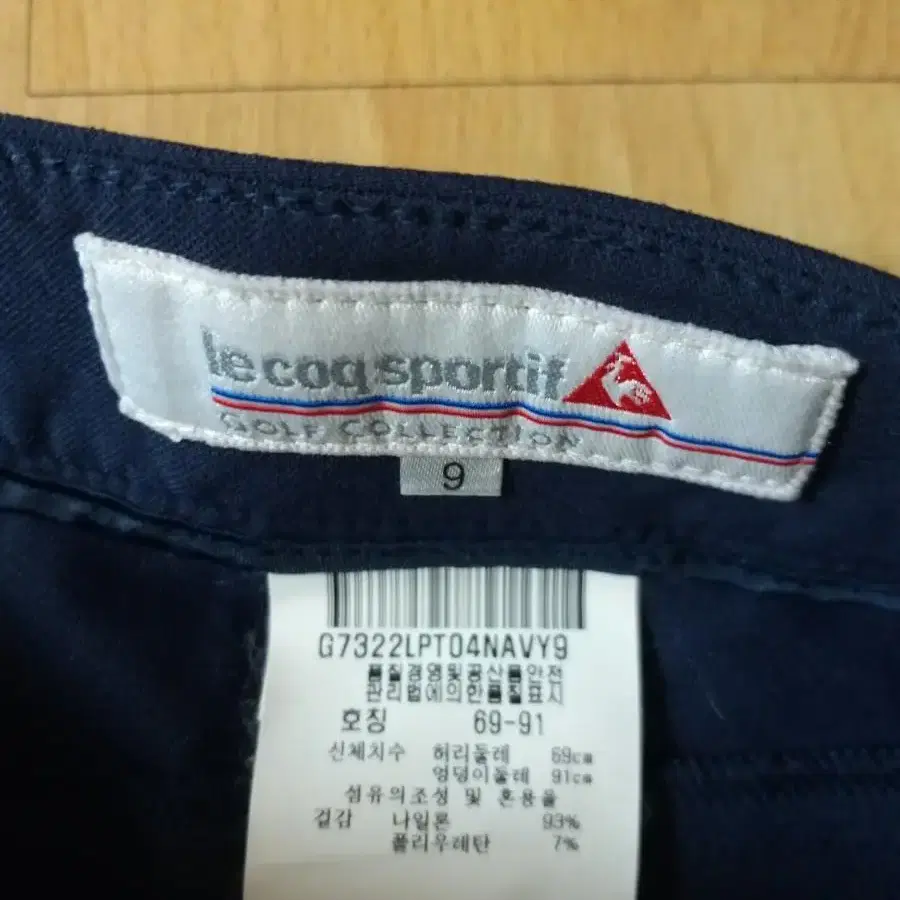 le coq sportif
GOLF COLLECTION
9
G7322LPT04NAVY9
품질경영및공산품안전
관리법에의한품질표시
호칭 69-91
신체치수 허리둘레 69cm
엉덩이둘레 91cm
섬유의조성 및 혼용율
겉감 나일론 93%
폴리우레탄 7%